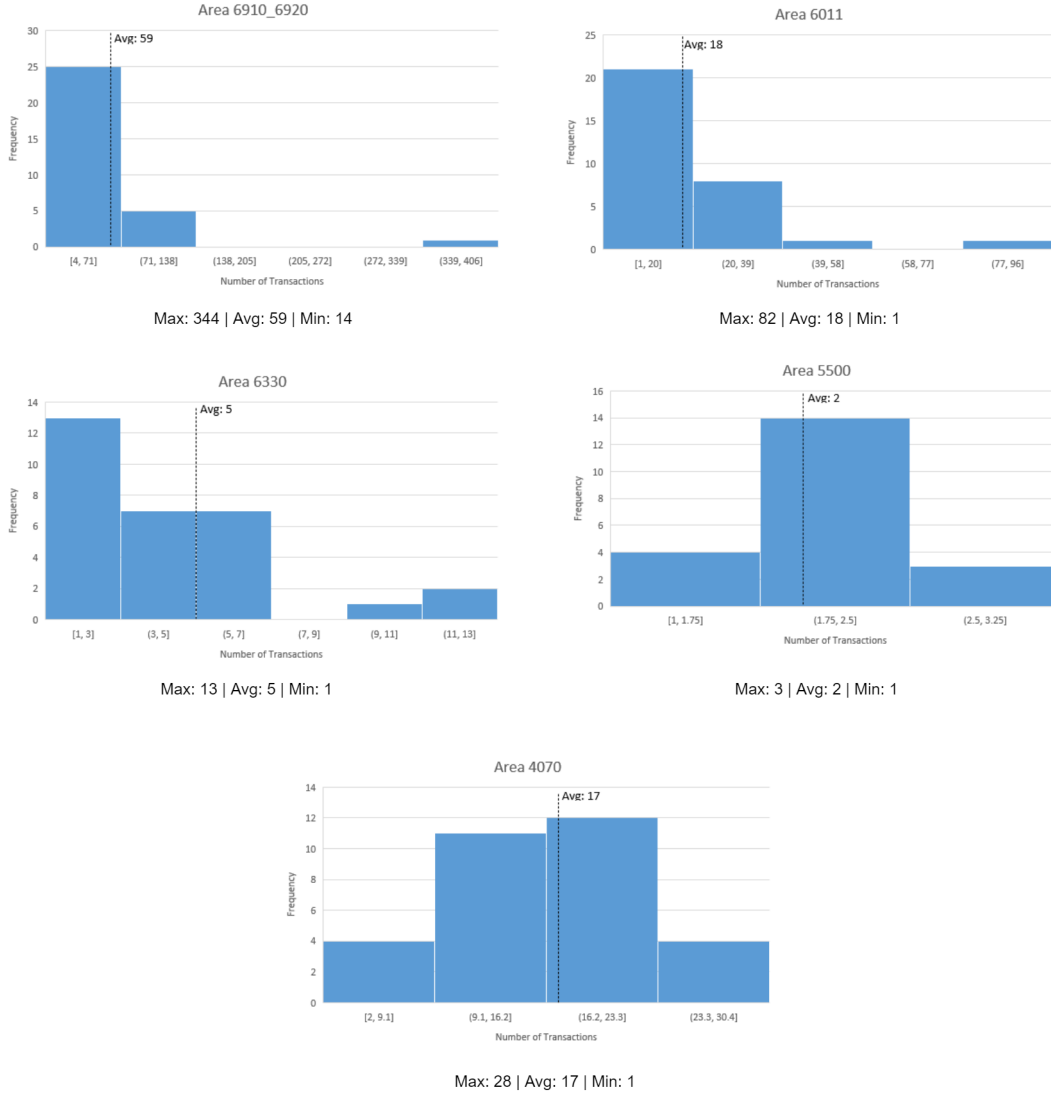 Area 6910_6920
Avg: 59
30
25
20
15
10
5
0
Frequency
[4, 71] (71, 138] (138, 205] (205, 272] (272, 339] (339, 406]
Number of Transactions
Max: 344 | Avg: 59 | Min: 14
Area 6011
Avg: 18
25
20
15
10
5
0
Frequency
[1, 20] (20, 39] (39, 58] (58, 77] (77, 96]
Number of Transactions
Max: 82 | Avg: 18 | Min: 1
Area 6330
Avg: 5
14
12
10
8
6
4
2
0
Frequency
[1, 3] (3, 5] (5, 7] (7, 9] (9, 11] (11, 13]
Number of Transactions
Max: 13 | Avg: 5 | Min: 1
Area 5500
Avg: 2
16
14
12
10
8
6
4
2
0
Frequency
[1, 1.75] (1.75, 2.5] (2.5, 3.25]
Number of Transactions
Max: 3 | Avg: 2 | Min: 1
Area 4070
Avg: 17
14
12
10
8
6
4
2
0
Frequency
[2, 9.1] (9.1, 16.2] (16.2, 23.3] (23.3, 30.4]
Number of Transactions
Max: 28 | Avg: 17 | Min: 1